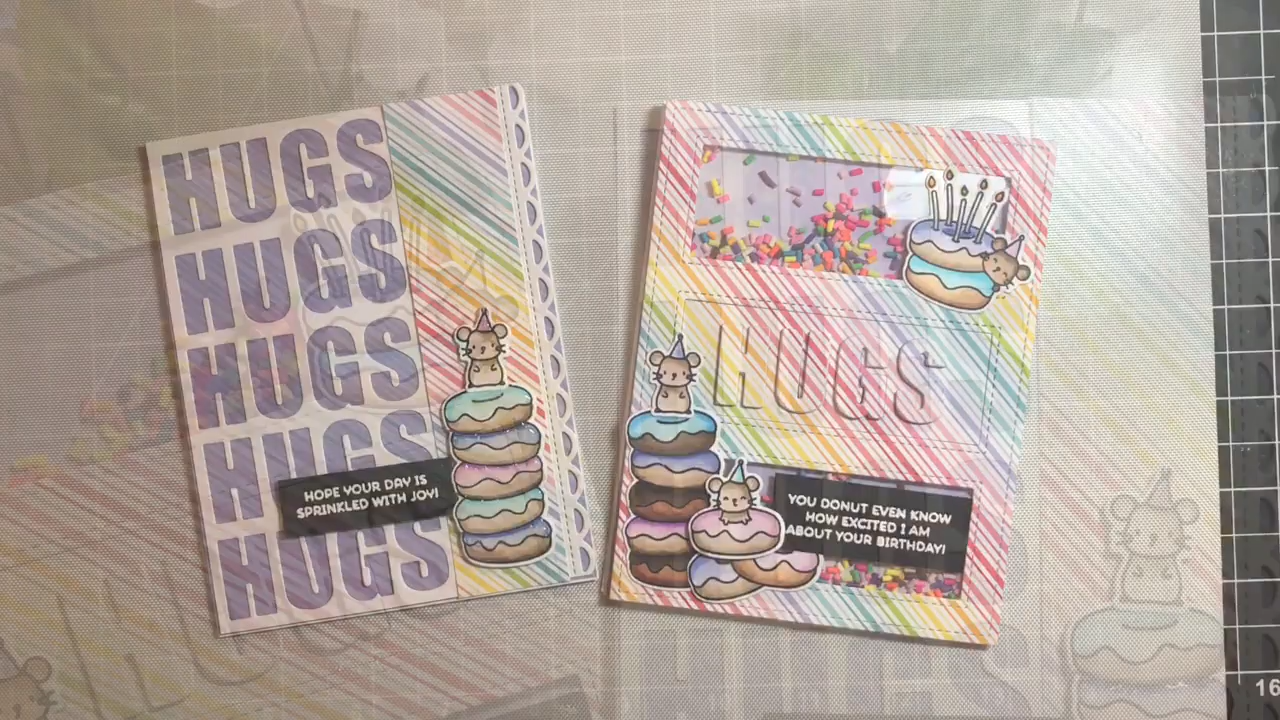 HUGS
HUGS
HUGS
HUGS
HUGS
HOPE YOUR DAY IS
SPRINKLED WITH JOY!
HUGS
YOU DONUT EVEN KNOW
HOW EXCITED I AM
ABOUT YOUR BIRTHDAY!
16